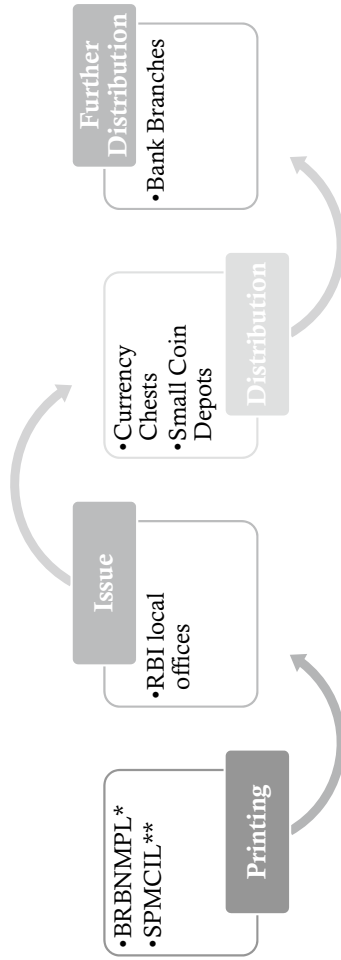 •BRBNMPL*
•SPMCIL**
Printing
Issue
•RBI local
offices
•Currency
Chests
•Small Coin
Depots
Distribution
Further
Distribution
•Bank Branches